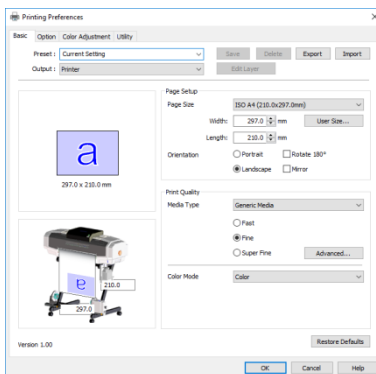 Printing Preferences
Basic Option Color Adjustment Utility
Preset : Current Setting Save Delete Export Import
Output : Printer Edit Layer
Page Setup
Page Size ISO A4 (210.0x297.0mm)
Width: 297.0 mm User Size...
Length: 210.0 mm
Orientation Portrait Rotate 180°
Landscape Mirror
a
297.0 x 210.0 mm
Print Quality
Media Type Generic Media
Fast
Fine
Super Fine Advanced...
Color Mode Color
a
210.0
297.0
Version 1.00 Restore Defaults
OK Cancel Help